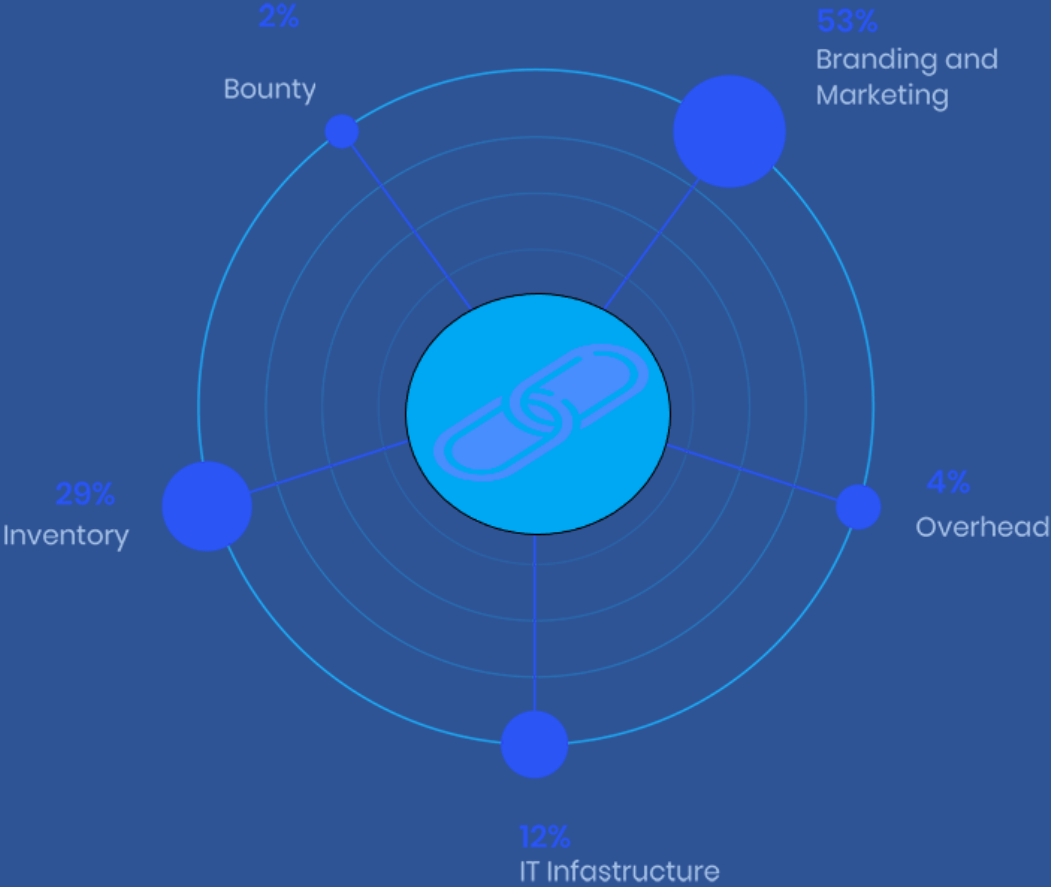 2%
Bounty
53%
Branding and
Marketing
29%
Inventory
4%
Overhead
12%
IT Infastructure